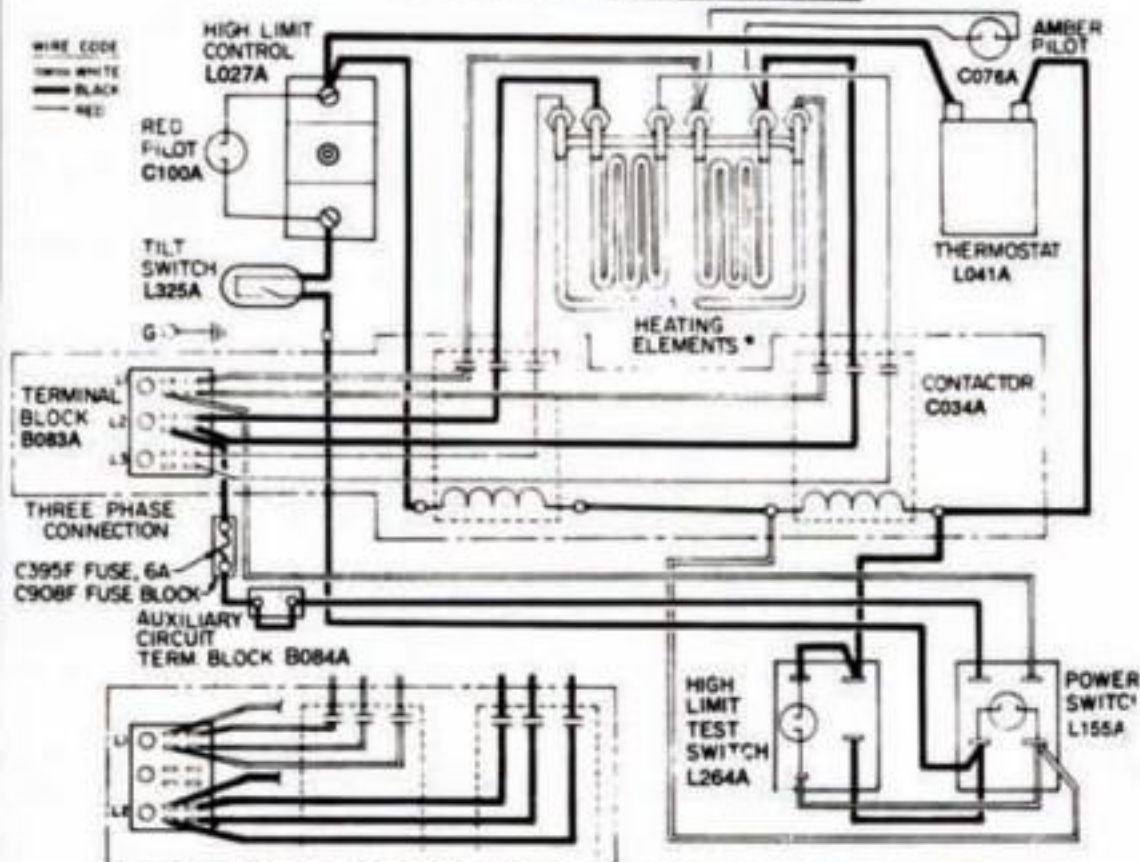 WIRE CODE
WHITE
BLACK
RED
HIGH LIMIT
CONTROL
L027A
RED
PILOT
C100A
TILT
SWITCH
L325A
G
AMBER
PILOT
C076A
THERMOSTAT
L041A
HEATING
ELEMENTS *
CONTACTOR
C034A
TERMINAL
BLOCK
B083A
L2
L3
THREE PHASE
CONNECTION
C395F FUSE, 6A
C908F FUSE BLOCK
AUXILIARY
CIRCUIT
TERM. BLOCK B084A
HIGH
LIMIT
TEST
SWITCH
L264A
POWER
SWITC
L155A